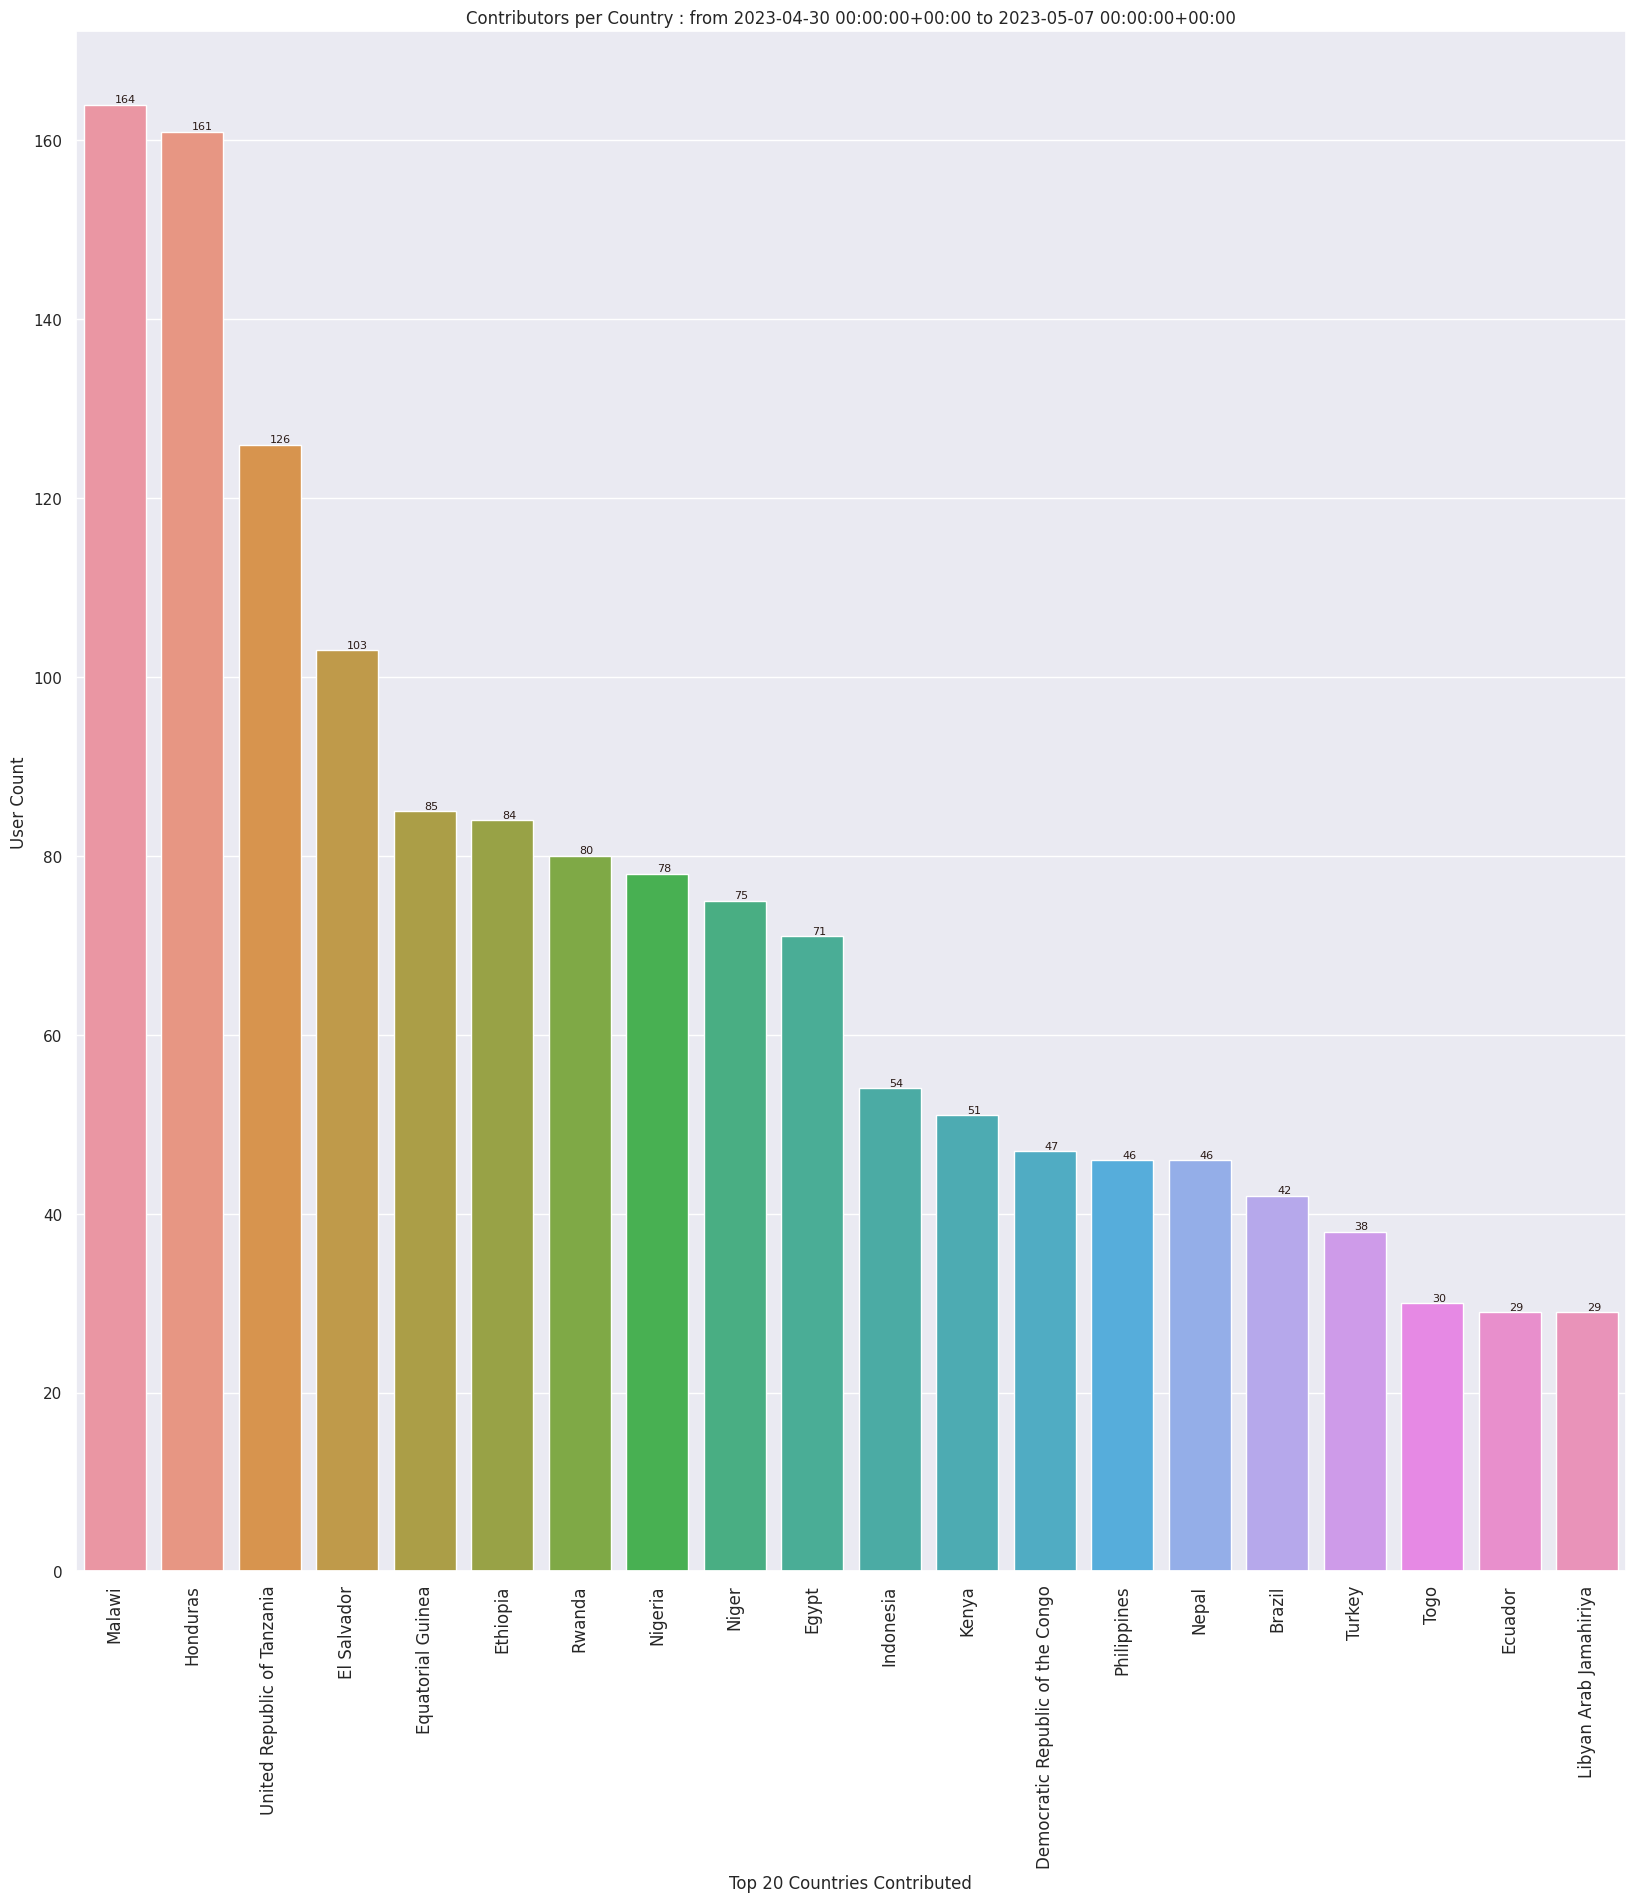 Contributors per Country : from 2023-04-30 00:00:00+00:00 to 2023-05-07 00:00:00+00:00
User Count
160
140
120
100
80
60
40
20
0
164
161
126
103
85
84
80
78
75
71
54
51
47
46
46
42
38
30
29
29
Malawi
Honduras
United Republic of Tanzania
El Salvador
Equatorial Guinea
Ethiopia
Rwanda
Nigeria
Niger
Egypt
Indonesia
Kenya
Democratic Republic of the Congo
Philippines
Nepal
Brazil
Turkey
Togo
Ecuador
Libyan Arab Jamahiriya
Top 20 Countries Contributed